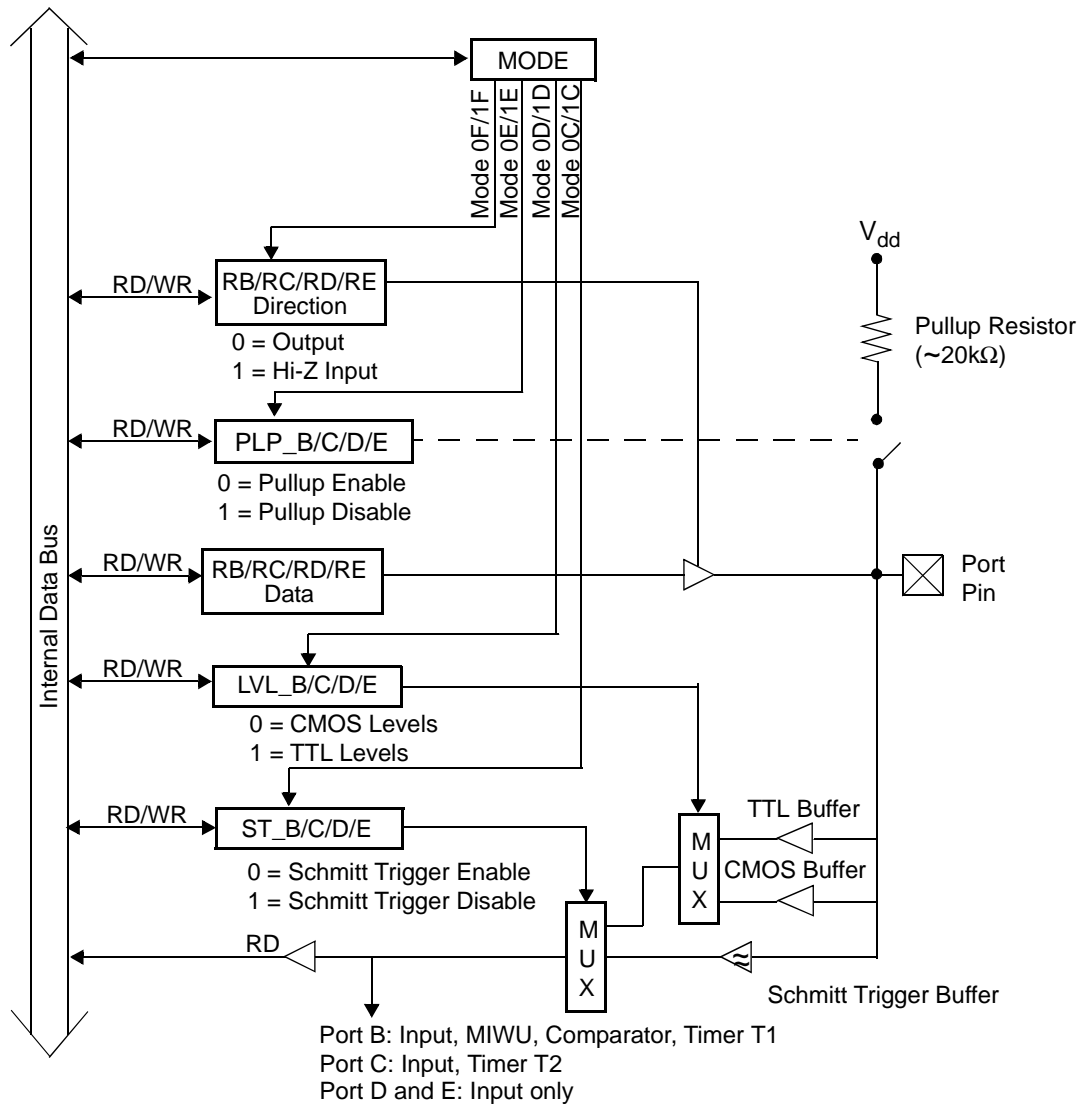 MODE
Mode 0F/1F
Mode 0E/1E
Mode 0D/1D
Mode 0C/1C
Internal Data Bus
RD/WR
RB/RC/RD/RE
Direction
0 = Output
1 = Hi-Z Input
V_dd
Pullup Resistor
(~20kΩ)
RD/WR
PLP_B/C/D/E
0 = Pullup Enable
1 = Pullup Disable
RD/WR
RB/RC/RD/RE
Data
Port
Pin
RD/WR
LVL_B/C/D/E
0 = CMOS Levels
1 = TTL Levels
RD/WR
ST_B/C/D/E
0 = Schmitt Trigger Enable
1 = Schmitt Trigger Disable
M
U
X
TTL Buffer
CMOS Buffer
M
U
X
RD
≈
Schmitt Trigger Buffer
Port B: Input, MIWU, Comparator, Timer T1
Port C: Input, Timer T2
Port D and E: Input only